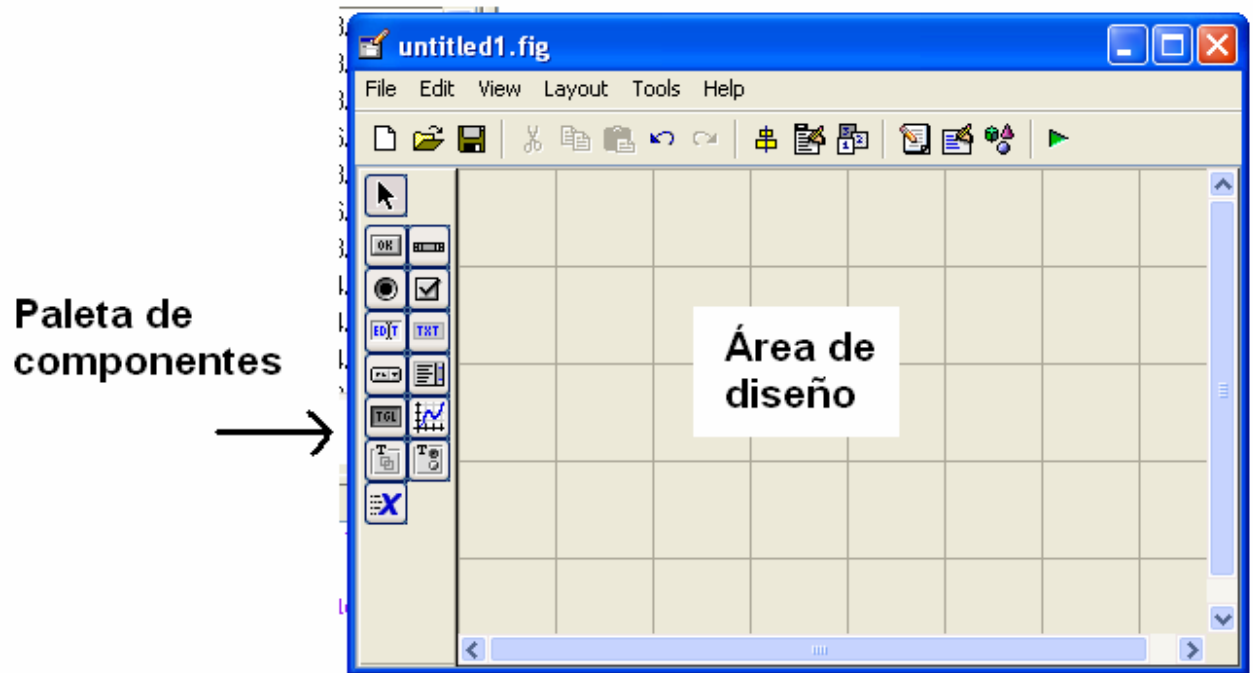 untitled1.fig
File Edit View Layout Tools Help
OK
EDIT TXT
TGL
T T
X
Paleta de
componentes
Área de
diseño